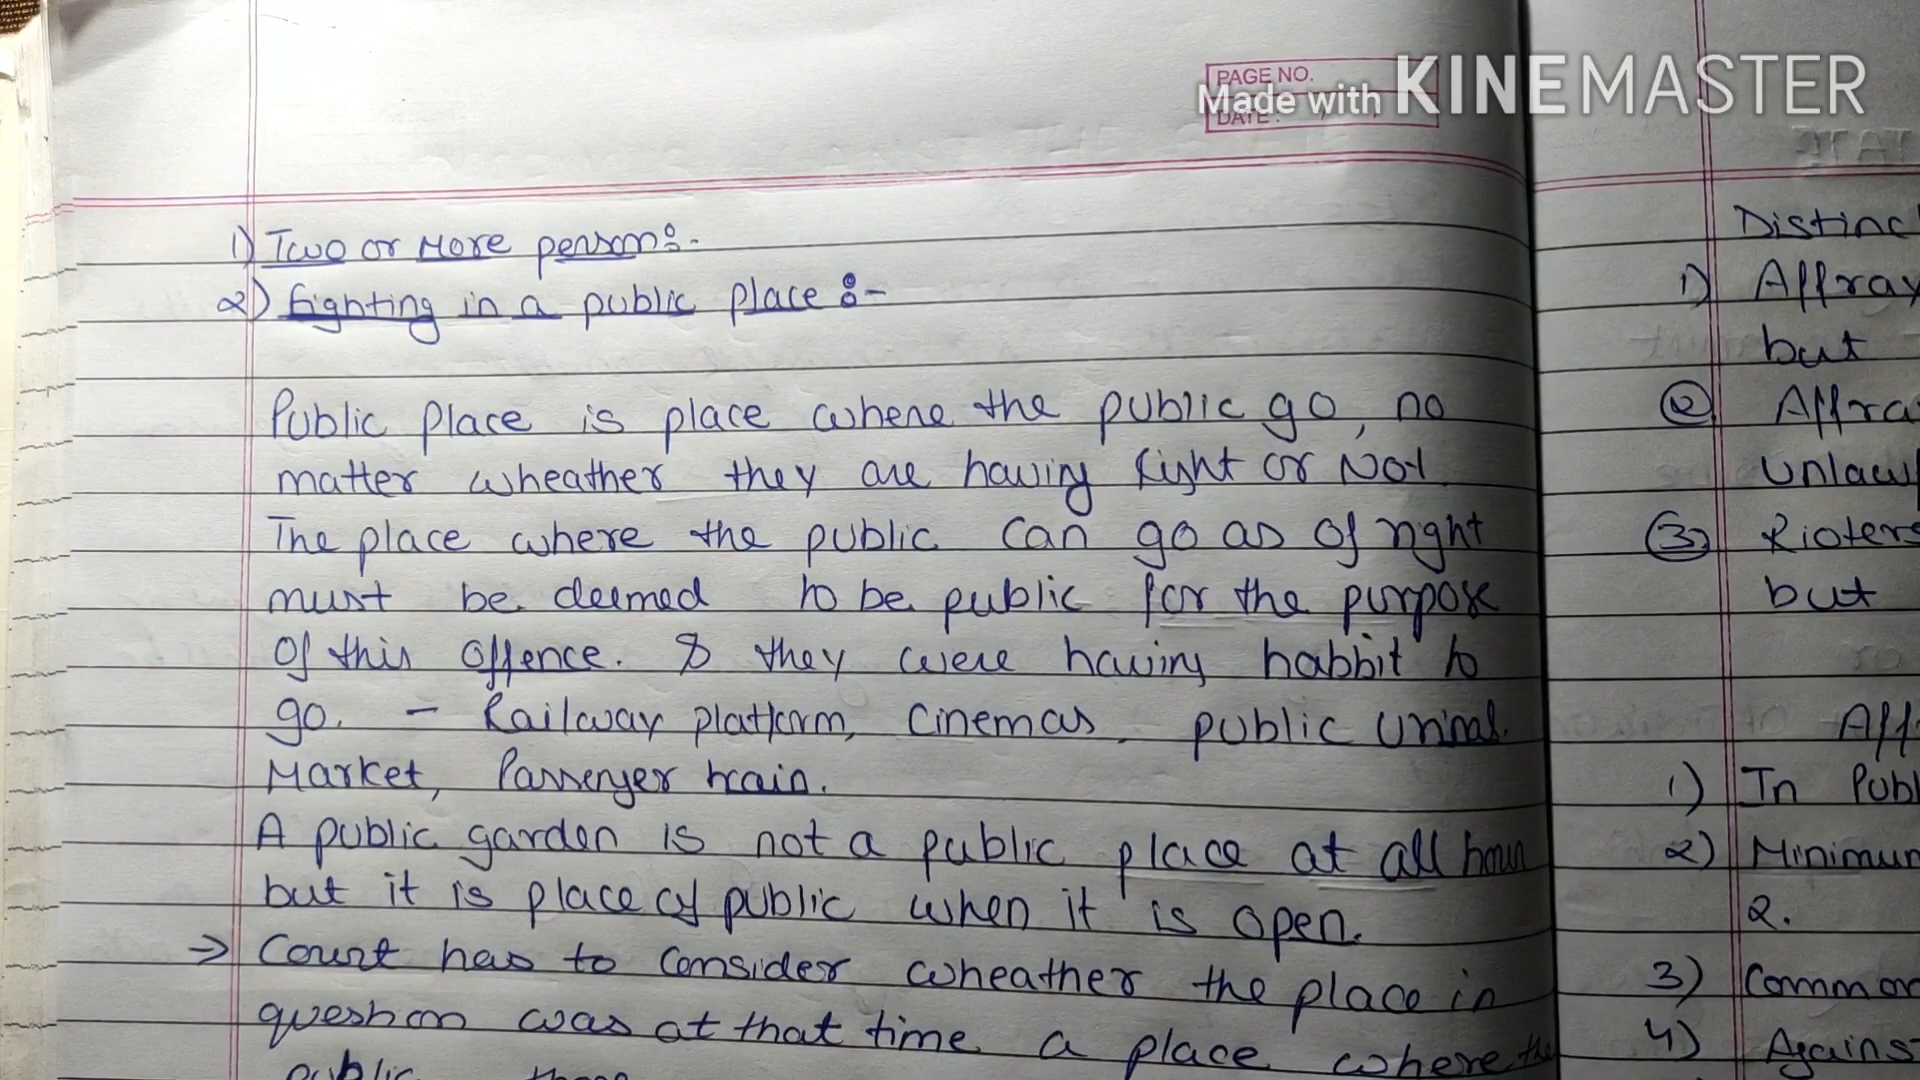 PAGE NO.
DATE:
Made with KINEMASTER
1) Two or More person:-
2) fighting in a public place :-
Public place is place where the public go, no
matter wheather they are having Right or Not
The place where the public can go as of right
must be deemed to be public for the purpose
of this offence. & they were having habbit to
go. - Railway platform, cinemas, public urinal.
Market, Passenger train.
A public garden is not a public place at all hour
but it is place of public when it is open.
→ Court has to consider wheather the place in
question was at that time a place where the
public
Distinc
1) Affray
but
② Affra
Unlawf
③ Rioters
but
Aff
1) In Publ
2) Minimum
2.
3) Common
4) Agains